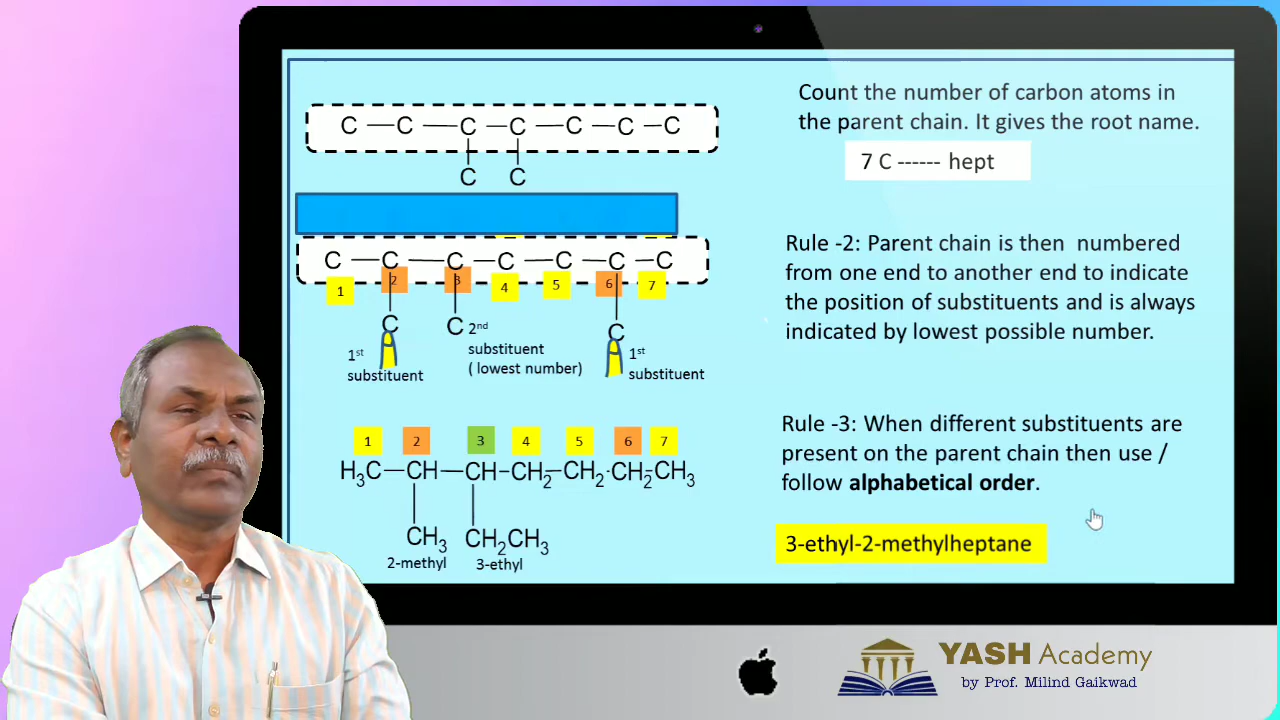 C — C — C — C — C — C — C
C C
Count the number of carbon atoms in
the parent chain. It gives the root name.
7 C ------ hept
C — C — C — C — C — C — C
1 2 3 4 5 6 7
C C C
1st
substituent
2nd
substituent
( lowest number)
1st
substituent
Rule -2: Parent chain is then numbered
from one end to another end to indicate
the position of substituents and is always
indicated by lowest possible number.
1 2 3 4 5 6 7
H3C—CH—CH–CH2–CH2·CH2–CH3
CH3 CH2CH3
2-methyl 3-ethyl
Rule -3: When different substituents are
present on the parent chain then use /
follow alphabetical order.
3-ethyl-2-methylheptane
YASH Academy
by Prof. Milind Gaikwad